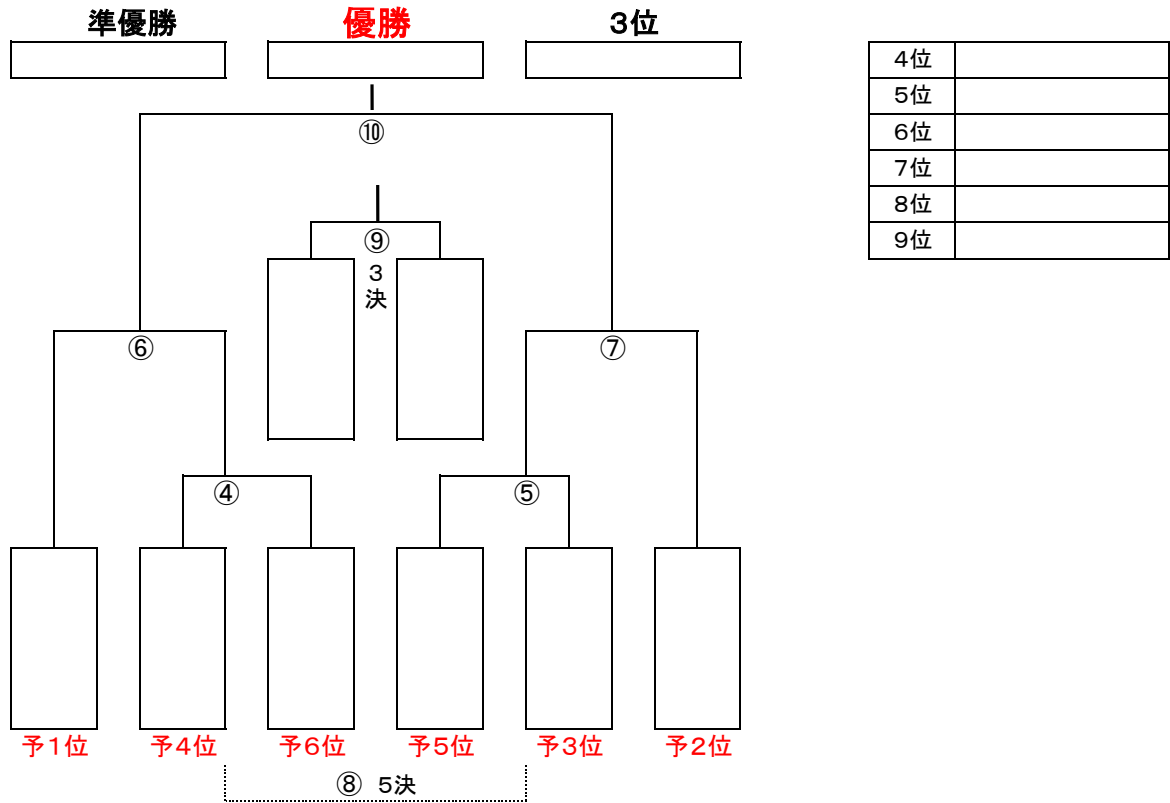 準優勝 優勝 3位
4位
5位
6位
7位
8位
9位
⑩
⑨
3
決
⑥ ⑦
④ ⑤
予1位 予4位 予6位 予5位 予3位 予2位
⑧ 5決